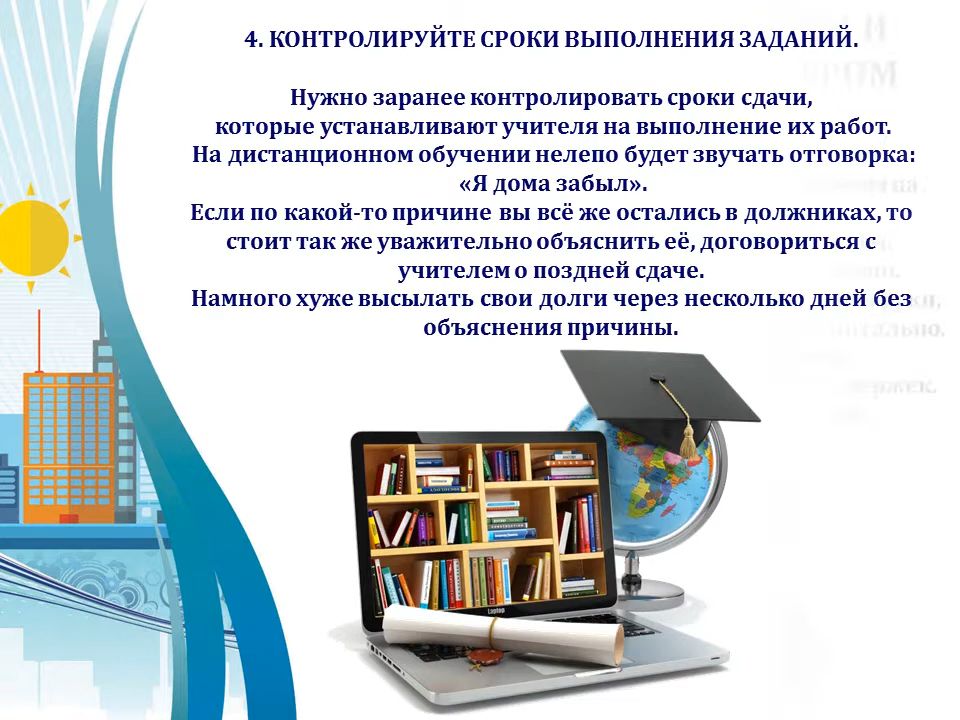 4. КОНТРОЛИРУЙТЕ СРОКИ ВЫПОЛНЕНИЯ ЗАДАНИЙ.
Нужно заранее контролировать сроки сдачи,
которые устанавливают учителя на выполнение их работ.
На дистанционном обучении нелепо будет звучать отговорка:
«Я дома забыл».
Если по какой-то причине вы всё же остались в должниках, то
стоит так же уважительно объяснить её, договориться с
учителем о поздней сдаче.
Намного хуже высылать свои долги через несколько дней без
объяснения причины.
Laptop